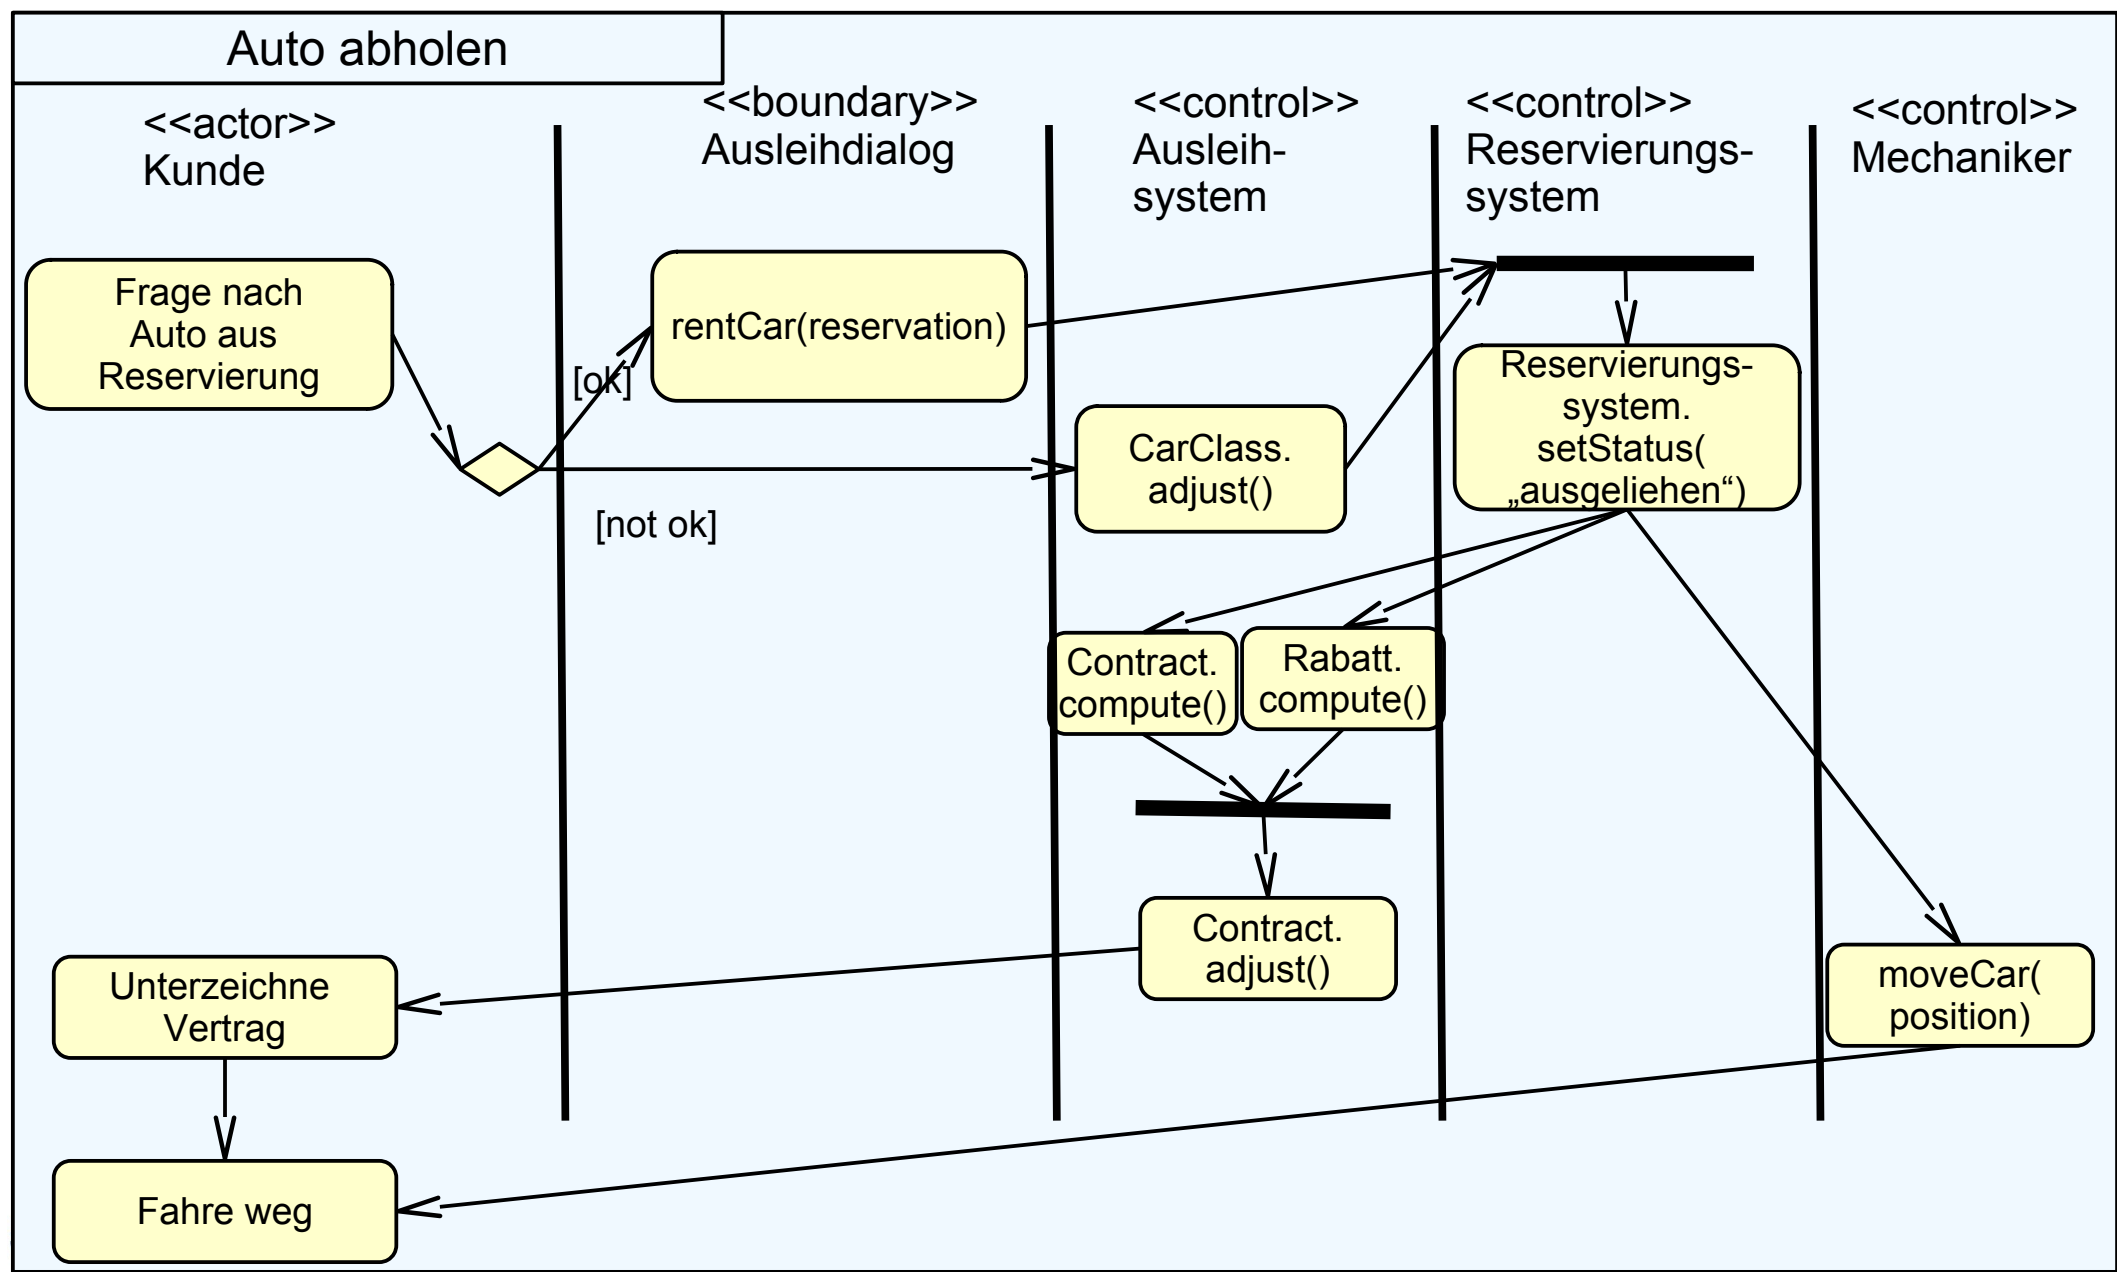 Auto abholen
<<actor>>
Kunde
<<boundary>>
Ausleihdialog
<<control>>
Ausleih-
system
<<control>>
Reservierungs-
system
<<control>>
Mechaniker
Frage nach
Auto aus
Reservierung
rentCar(reservation)
[ok]
[not ok]
CarClass.
adjust()
Reservierungs-
system.
setStatus(
„ausgeliehen“)
Contract.
compute()
Rabatt.
compute()
Contract.
adjust()
Unterzeichne
Vertrag
moveCar(
position)
Fahre weg